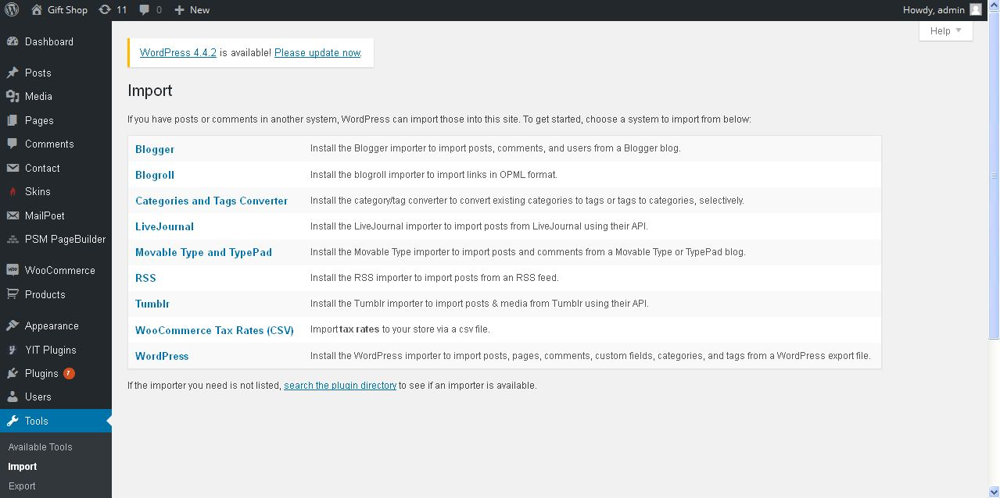 Gift Shop 11 0 New Howdy, admin
Help
Dashboard
Posts
Media
Pages
Comments
Contact
Skins
MailPoet
PSM PageBuilder
WOO WooCommerce
Products
Appearance
YIT Plugins
Plugins 7
Users
Tools
Available Tools
Import
Export
WordPress 4.4.2 is available! Please update now.
Import
If you have posts or comments in another system, WordPress can import those into this site. To get started, choose a system to import from below:
Blogger Install the Blogger importer to import posts, comments, and users from a Blogger blog.
Blogroll Install the blogroll importer to import links in OPML format.
Categories and Tags Converter Install the category/tag converter to convert existing categories to tags or tags to categories, selectively.
LiveJournal Install the LiveJournal importer to import posts from LiveJournal using their API.
Movable Type and TypePad Install the Movable Type importer to import posts and comments from a Movable Type or TypePad blog.
RSS Install the RSS importer to import posts from an RSS feed.
Tumblr Install the Tumblr importer to import posts & media from Tumblr using their API.
WooCommerce Tax Rates (CSV) Import tax rates to your store via a csv file.
WordPress Install the WordPress importer to import posts, pages, comments, custom fields, categories, and tags from a WordPress export file.
If the importer you need is not listed, search the plugin directory to see if an importer is available.